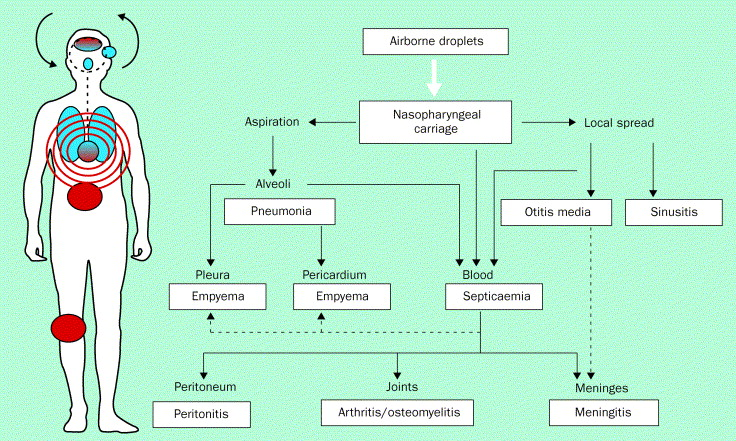 Airborne droplets
Aspiration
Nasopharyngeal
carriage
Local spread
Alveoli
Pneumonia
Otitis media
Sinusitis
Pleura
Empyema
Pericardium
Empyema
Blood
Septicaemia
Peritoneum
Peritonitis
Joints
Arthritis/osteomyelitis
Meninges
Meningitis